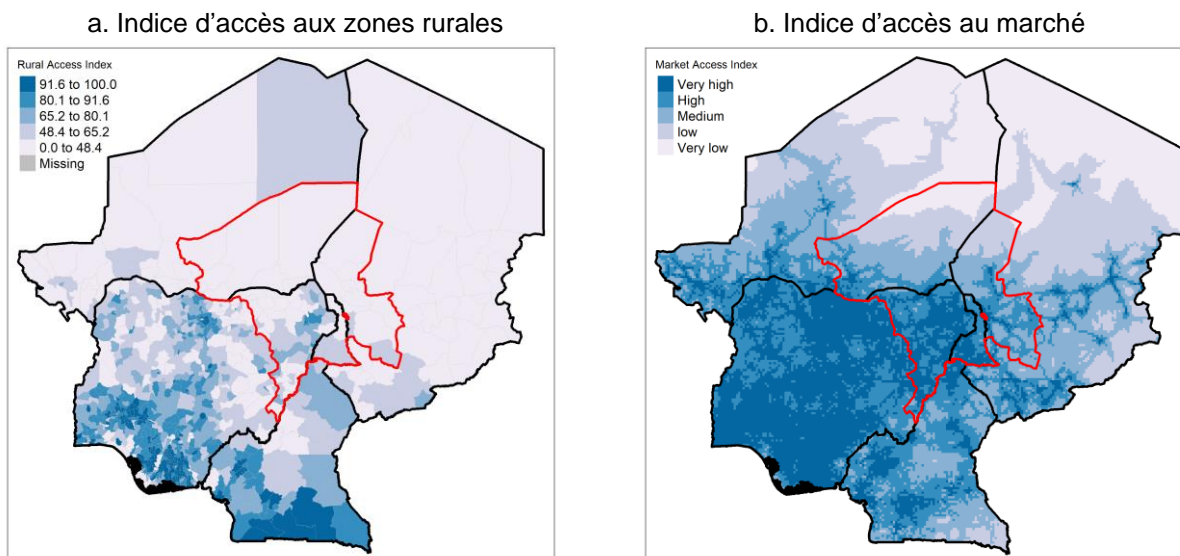 a. Indice d’accès aux zones rurales
Rural Access Index
91.6 to 100.0
80.1 to 91.6
65.2 to 80.1
48.4 to 65.2
0.0 to 48.4
Missing
b. Indice d’accès au marché
Market Access Index
Very high
High
Medium
low
Very low